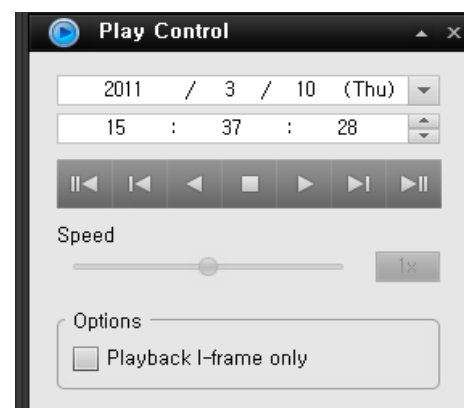 Play Control
2011 / 3 / 10 (Thu)
15 : 37 : 28
Speed
1x
Options
Playback I-frame only